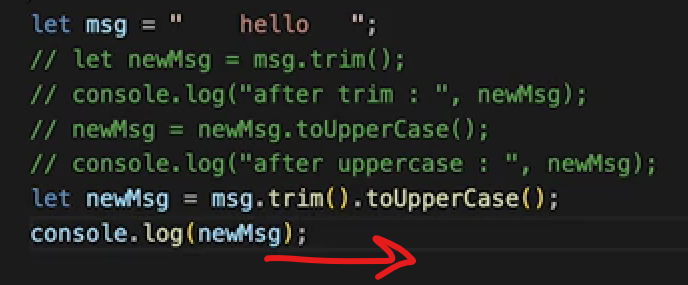 let msg = "    hello   ";
// let newMsg = msg.trim();
// console.log("after trim : ", newMsg);
// newMsg = newMsg.toUpperCase();
// console.log("after uppercase : ", newMsg);
let newMsg = msg.trim().toUpperCase();
console.log(newMsg);